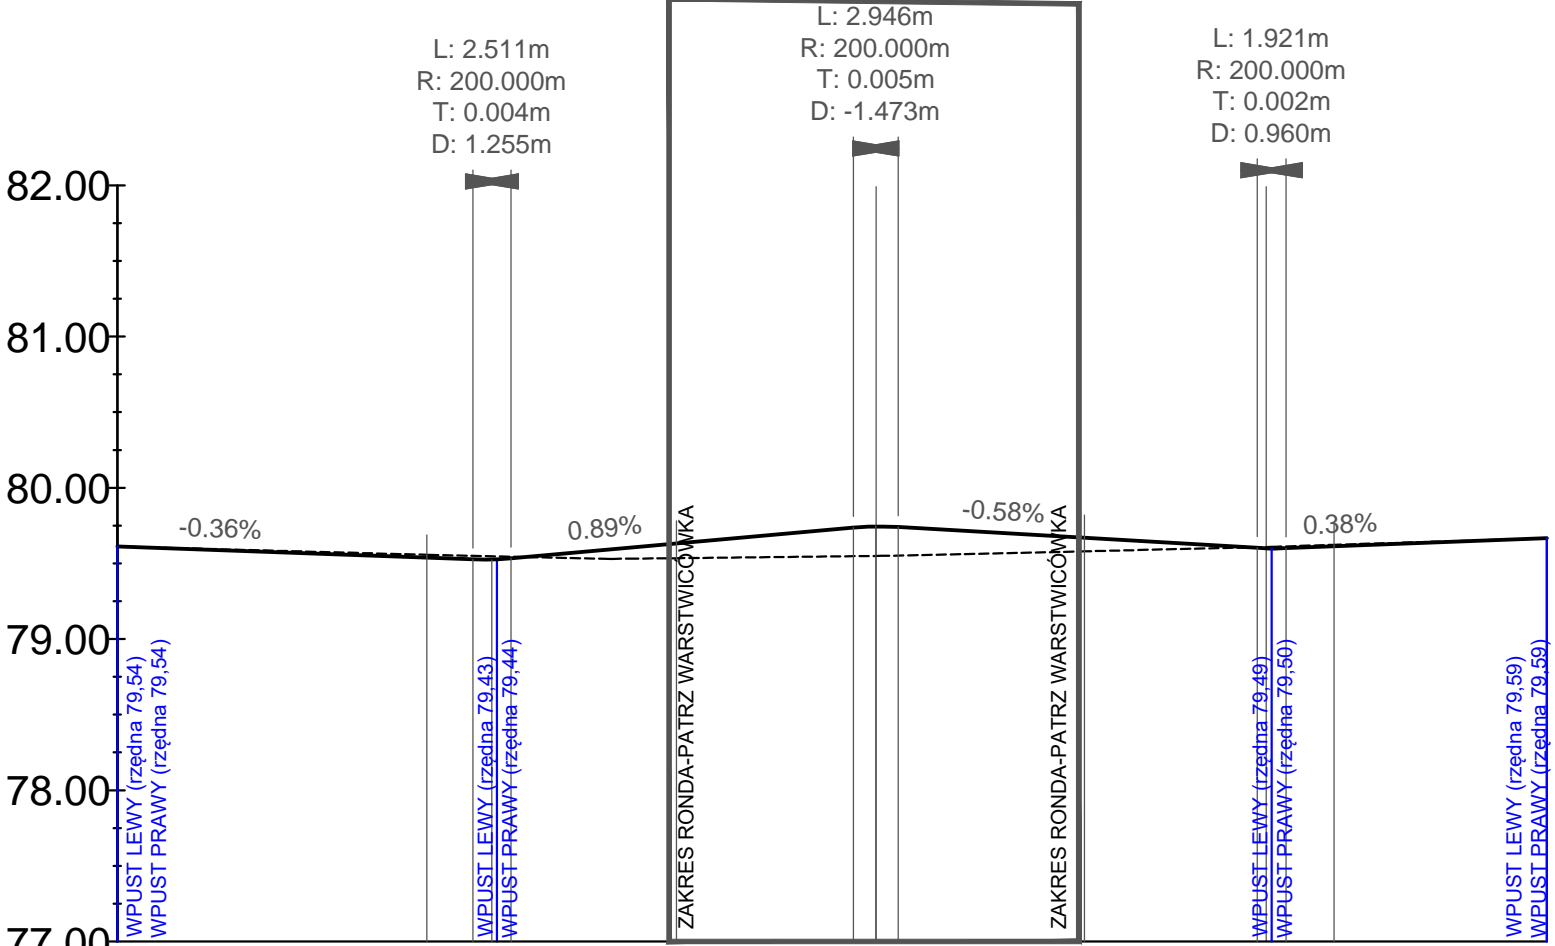 L: 2.511m
R: 200.000m
T: 0.004m
D: 1.255m
L: 2.946m
R: 200.000m
T: 0.005m
D: -1.473m
L: 1.921m
R: 200.000m
T: 0.002m
D: 0.960m
82.00
81.00
80.00
79.00
78.00
77.00
-0.36%
0.89%
-0.58%
0.38%
WPUST LEWY (rzędna 79,54)
WPUST PRAWY (rzędna 79,54)
WPUST LEWY (rzędna 79,43)
WPUST PRAWY (rzędna 79,44)
ZAKRES RONDA-PATRZ WARSTWICÓWKA
ZAKRES RONDA-PATRZ WARSTWICÓWKA
WPUST LEWY (rzędna 79,49)
WPUST PRAWY (rzędna 79,50)
WPUST LEWY (rzędna 79,59)
WPUST PRAWY (rzędna 79,59)